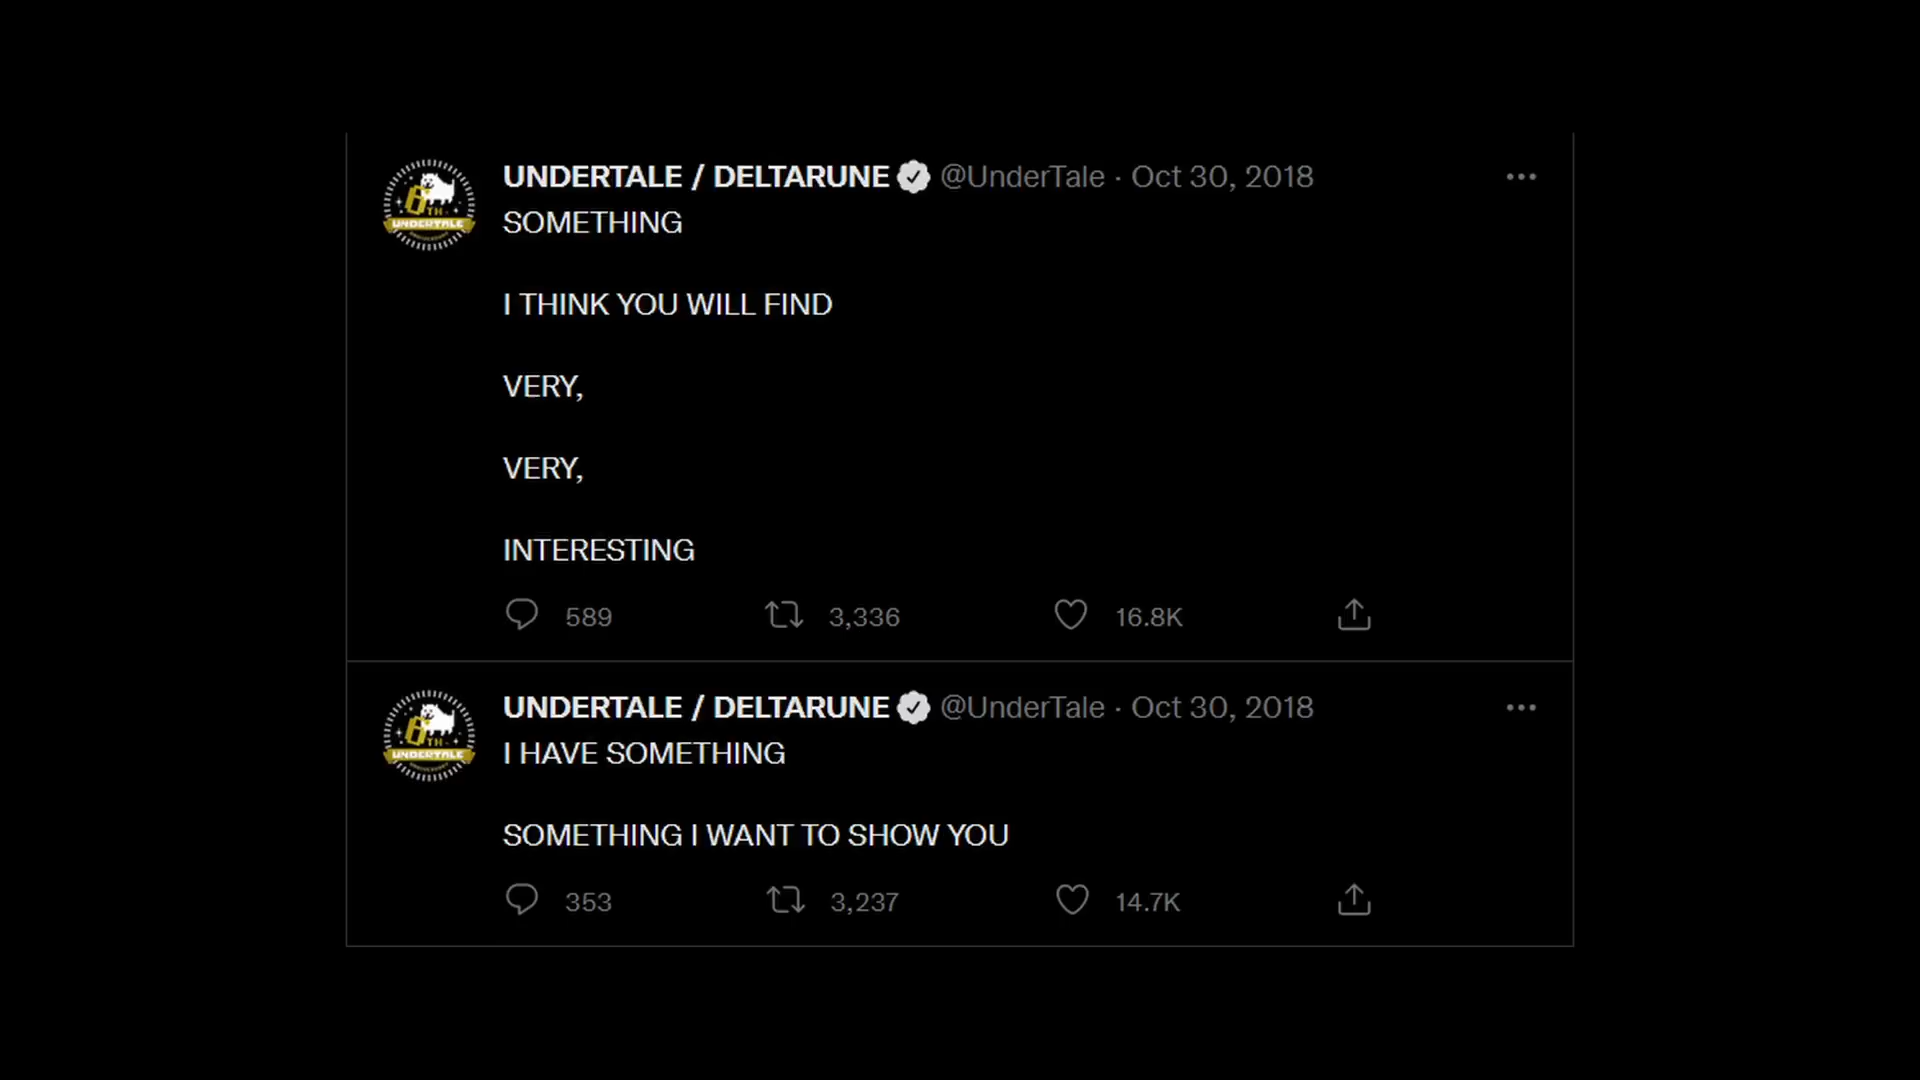 UNDERTALE / DELTARUNE @UnderTale · Oct 30, 2018
SOMETHING
I THINK YOU WILL FIND
VERY,
VERY,
INTERESTING
589 3,336 16.8K
UNDERTALE / DELTARUNE @UnderTale · Oct 30, 2018
I HAVE SOMETHING
SOMETHING I WANT TO SHOW YOU
353 3,237 14.7K